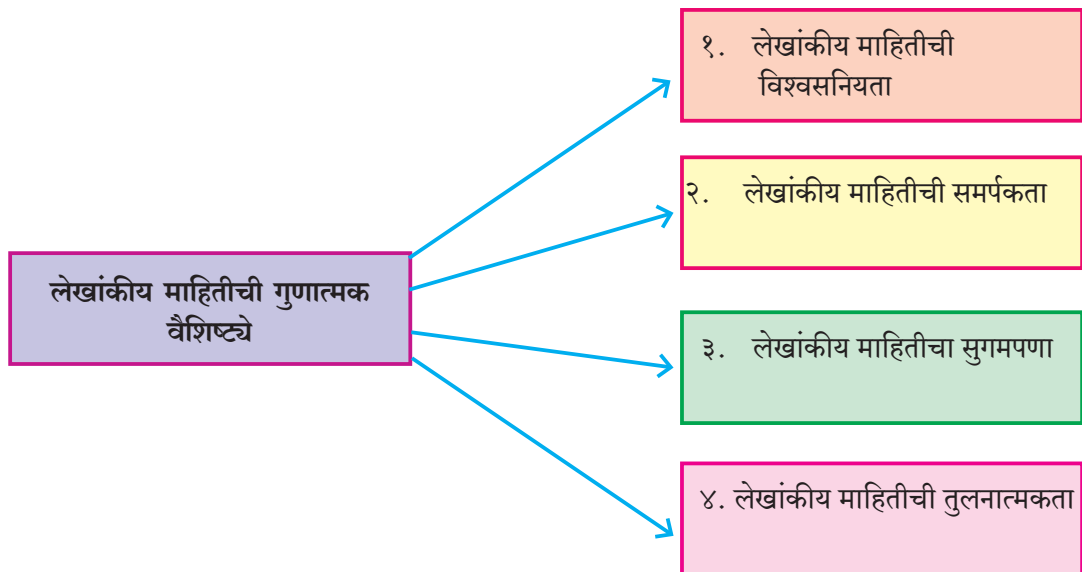 १. लेखांकीय माहितीची
विश्वसनियता
२. लेखांकीय माहितीची समर्पकता
लेखांकीय माहितीची गुणात्मक
वैशिष्ट्ये
३. लेखांकीय माहितीचा सुगमपणा
४. लेखांकीय माहितीची तुलनात्मकता